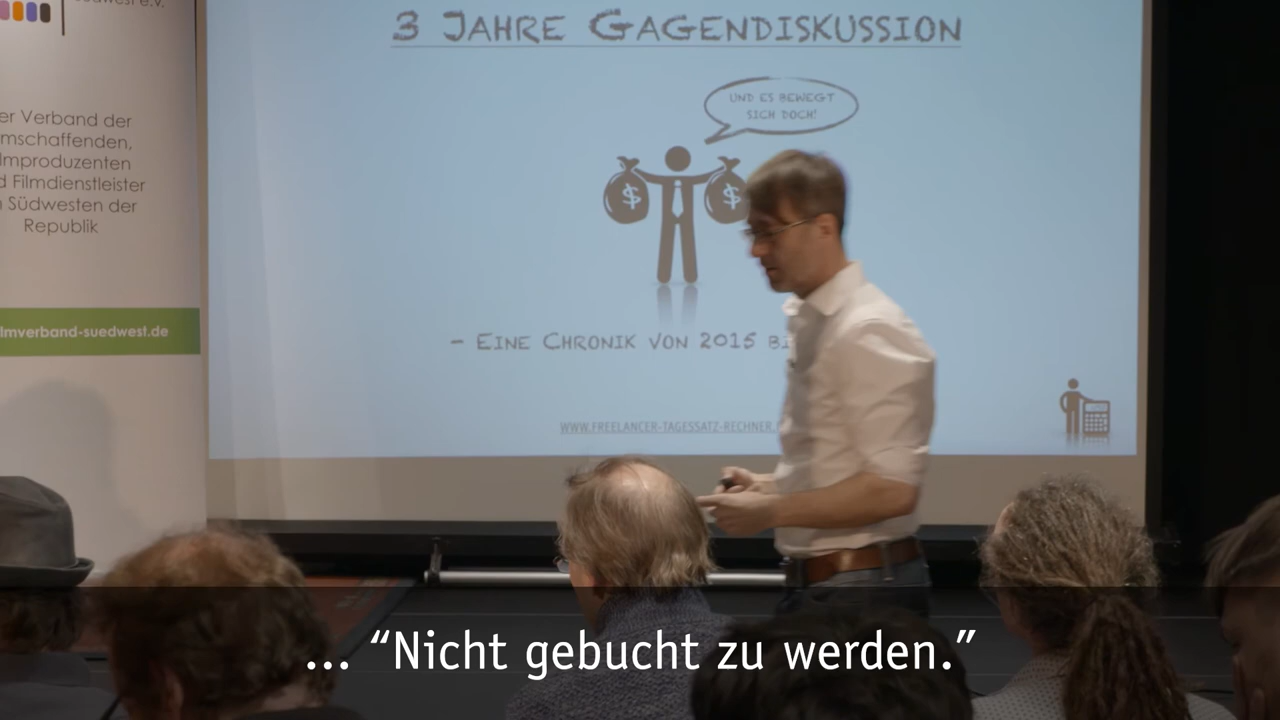 3 JAHRE GAGENDISKUSSION
UND ES BEWEGT
SICH DOCH!
$ $
– EINE CHRONIK VON 2015
WWW.FREELANCER-TAGESSATZ-RECHNER.
e.V.
er Verband der
mschaffenden,
lmproduzenten
d Filmdienstleister
Südwesten der
Republik
lmverband-suedwest.de
... “Nicht gebucht zu werden.”